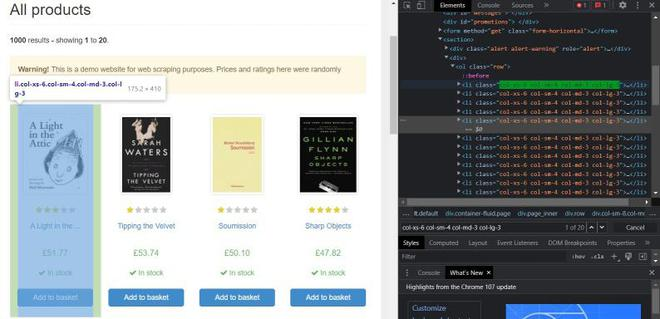 All products
1000 results - showing 1 to 20.
Warning! This is a demo website for web scraping purposes. Prices and ratings here were randomly
li.col-xs-6.col-sm-4.col-md-3.col-l
g-3
175.2 × 410
A Light
in the
Attic
SARAH
WATERS
TIPPING
THE VELVET
Soumission
GILLIAN
FLYNN
SHARP
OBJECTS
A Light in the ...
Tipping the Velvet
Soumission
Sharp Objects
£51.77
£53.74
£50.10
£47.82
In stock
In stock
In stock
In stock
Add to basket
Add to basket
Add to basket
Add to basket
Elements
Console
Sources
Network
1
1
<div id="messages"> </div>
<div id="promotions"> </div>
<form method="get" class="form-horizontal">…</form>
<section>
<div class="alert alert-warning" role="alert">…</div>
<div>
<ol class="row">
::before
<li class="col-xs-6 col-sm-4 col-md-3 col-lg-3">…</li>
<li class="col-xs-6 col-sm-4 col-md-3 col-lg-3">…</li>
<li class="col-xs-6 col-sm-4 col-md-3 col-lg-3">…</li>
<li class="col-xs-6 col-sm-4 col-md-3 col-lg-3">…</li>
<li class="col-xs-6 col-sm-4 col-md-3 col-lg-3">…</li>
== $0
<li class="col-xs-6 col-sm-4 col-md-3 col-lg-3">…</li>
<li class="col-xs-6 col-sm-4 col-md-3 col-lg-3">…</li>
<li class="col-xs-6 col-sm-4 col-md-3 col-lg-3">…</li>
<li class="col-xs-6 col-sm-4 col-md-3 col-lg-3">…</li>
<li class="col-xs-6 col-sm-4 col-md-3 col-lg-3">…</li>
<li class="col-xs-6 col-sm-4 col-md-3 col-lg-3">…</li>
<li class="col-xs-6 col-sm-4 col-md-3 col-lg-3">…</li>
lt.default div.container-fluid.page div.page_inner div.row div.col-sm-8.col-m
col-xs-6 col-sm-4 col-md-3 col-lg-3
1 of 20
Cancel
Styles
Computed
Layout
Event Listeners
DOM Breakpoints
Properties
Filter
:hov .cls
Console
What's New
Highlights from the Chrome 107 update
Customize